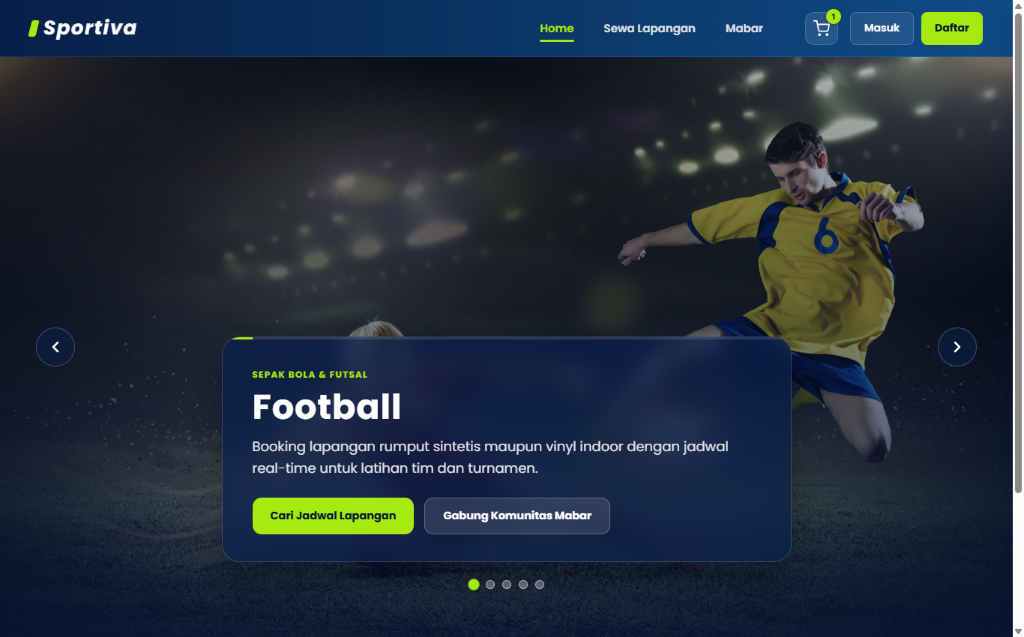 Sportiva
Home
Sewa Lapangan
Mabar
1
Masuk
Daftar
6
SEPAK BOLA & FUTSAL
Football
Booking lapangan rumput sintetis maupun vinyl indoor dengan jadwal
real-time untuk latihan tim dan turnamen.
Cari Jadwal Lapangan
Gabung Komunitas Mabar